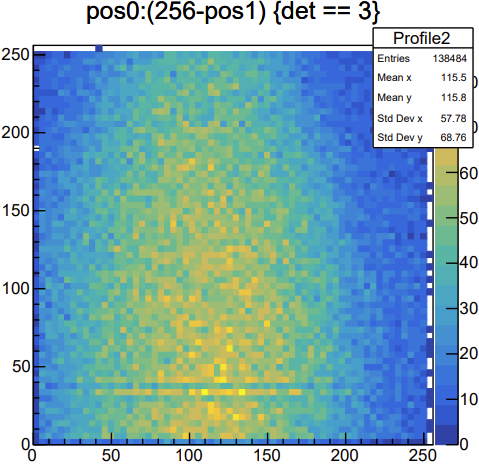 pos0:(256-pos1) {det == 3}
Profile2
Entries 138484
Mean x 115.5
Mean y 115.8
Std Dev x 57.78
Std Dev y 68.76
250
200
150
100
50
0
0 50 100 150 200 250
60
50
40
30
20
10
0